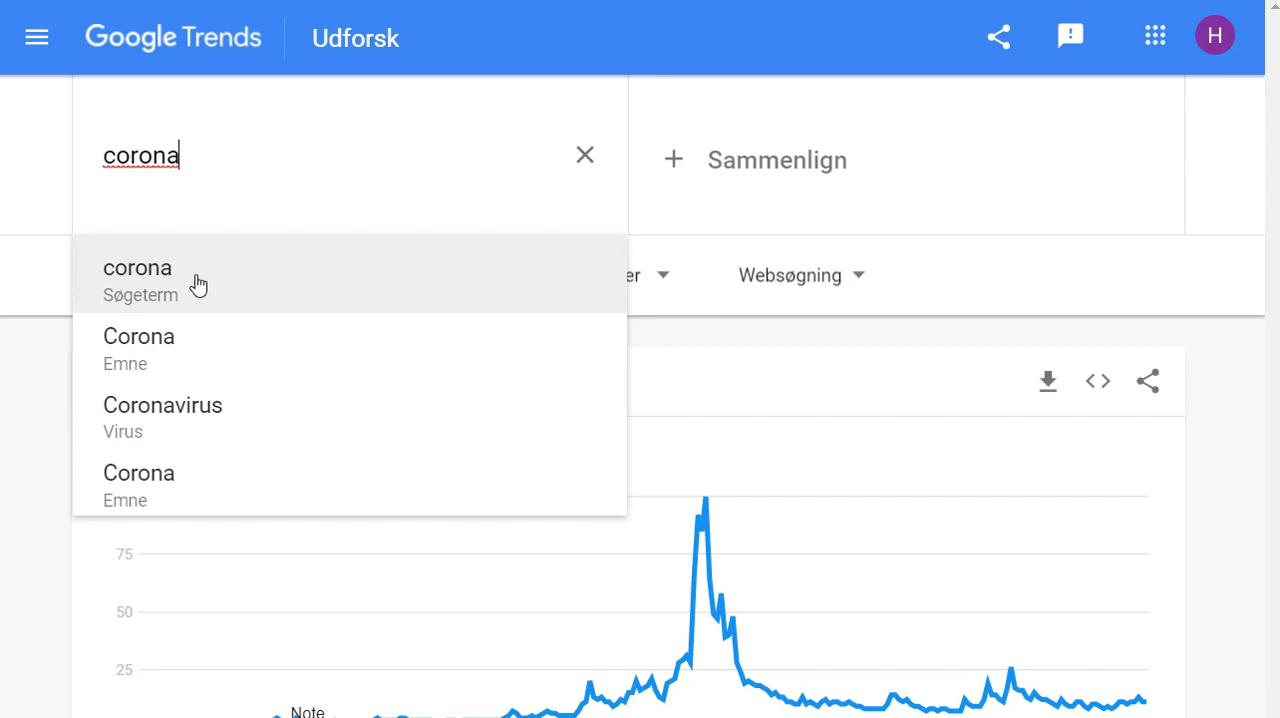 Google Trends Udforsk
H
corona
+ Sammenlign
corona
Søgeterm
er
Websøgning
Corona
Emne
Coronavirus
Virus
Corona
Emne
75
50
25
Note